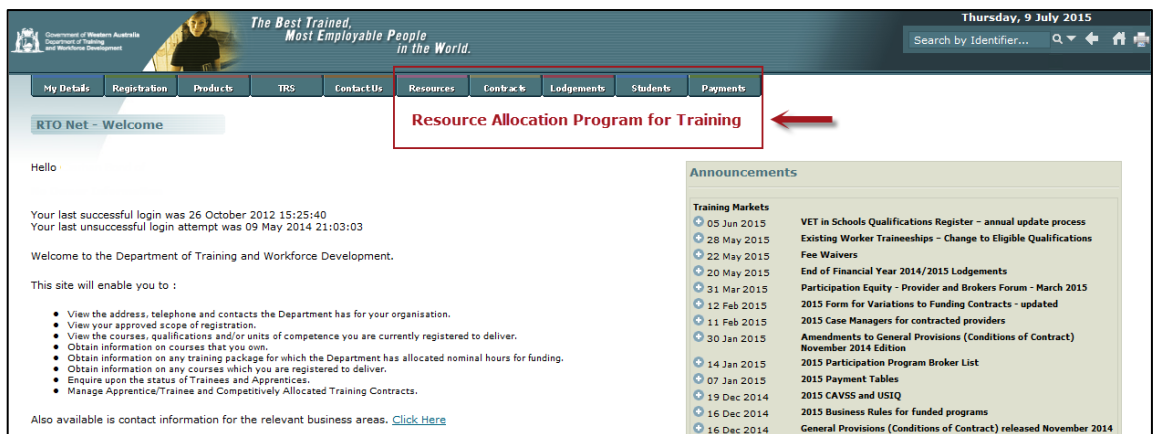 Government of Western Australia
Department of Training
and Workforce Development
The Best Trained,
Most Employable People
in the World.
Thursday, 9 July 2015
Search by Identifier...
My Details Registration Products TRS Contact Us Resources Contracts Lodgements Students Payments
RTO Net - Welcome
Resource Allocation Program for Training
Hello
Your last successful login was 26 October 2012 15:25:40
Your last unsuccessful login attempt was 09 May 2014 21:03:03
Welcome to the Department of Training and Workforce Development.
This site will enable you to :
• View the address, telephone and contacts the Department has for your organisation.
• View your approved scope of registration.
• View the courses, qualifications and/or units of competence you are currently registered to deliver.
• Obtain information on courses that you own.
• Obtain information on any training package for which the Department has allocated nominal hours for funding.
• Obtain information on any courses which you are registered to deliver.
• Enquire upon the status of Trainees and Apprentices.
• Manage Apprentice/Trainee and Competitively Allocated Training Contracts.
Also available is contact information for the relevant business areas. Click Here
Announcements
Training Markets
05 Jun 2015 VET in Schools Qualifications Register – annual update process
28 May 2015 Existing Worker Traineeships – Change to Eligible Qualifications
22 May 2015 Fee Waivers
20 May 2015 End of Financial Year 2014/2015 Lodgements
31 Mar 2015 Participation Equity - Provider and Brokers Forum - March 2015
12 Feb 2015 2015 Form for Variations to Funding Contracts - updated
11 Feb 2015 2015 Case Managers for contracted providers
30 Jan 2015 Amendments to General Provisions (Conditions of Contract)
November 2014 Edition
14 Jan 2015 2015 Participation Program Broker List
07 Jan 2015 2015 Payment Tables
19 Dec 2014 2015 CAVSS and USIQ
16 Dec 2014 2015 Business Rules for funded programs
16 Dec 2014 General Provisions (Conditions of Contract) released November 2014